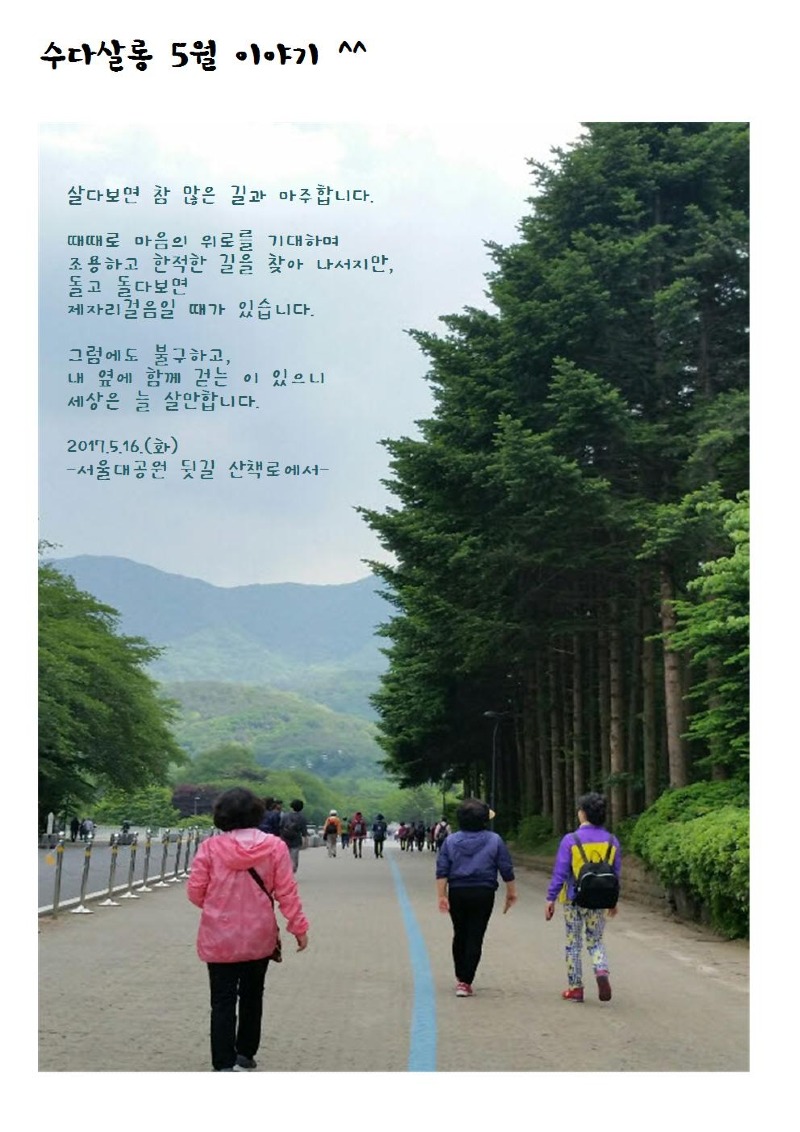 수다살롱 5월 이야기 ^^
살다보면 참 많은 길과 마주합니다.
때때로 마음의 위로를 기대하며
조용하고 한적한 길을 찾아 나서지만,
돌고 돌다보면
제자리걸음일 때가 있습니다.
그럼에도 불구하고,
내 옆에 함께 걷는 이 있으니
세상은 늘 살만합니다.
2017.5.16.(화)
-서울대공원 뒷길 산책로에서-